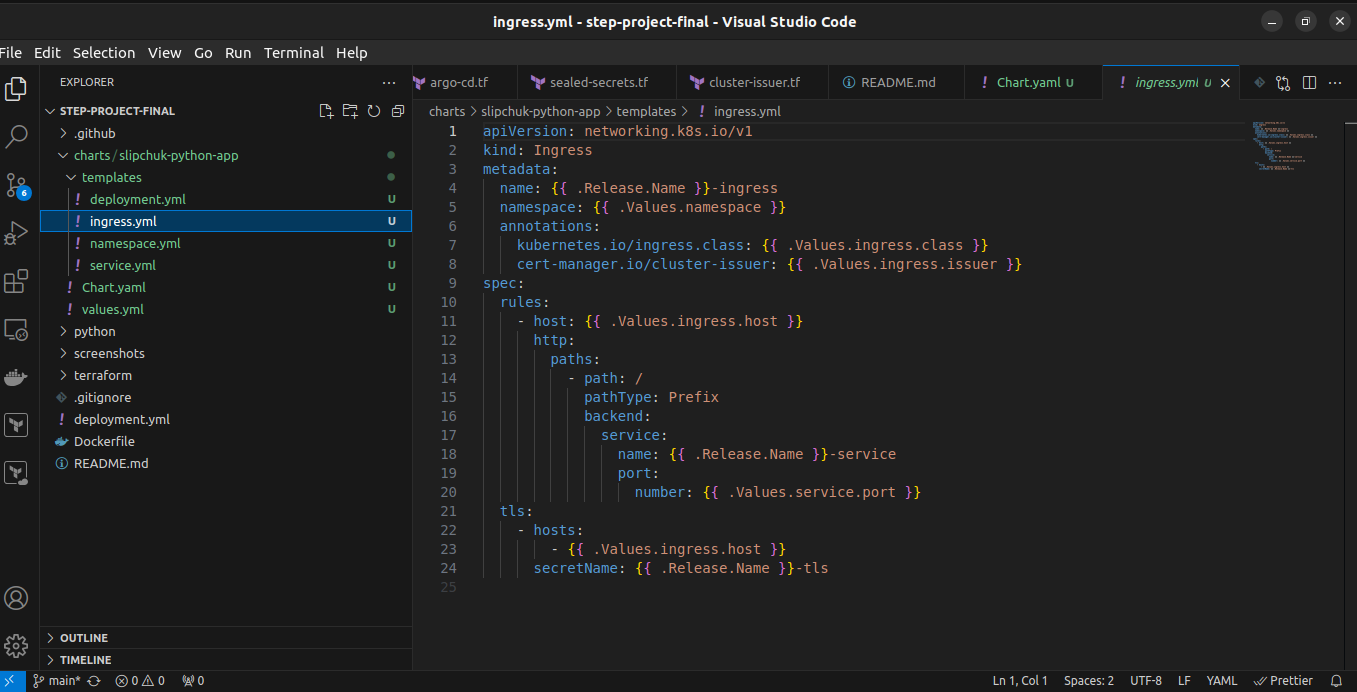 ingress.yml - step-project-final - Visual Studio Code
File Edit Selection View Go Run Terminal Help
EXPLORER
STEP-PROJECT-FINAL
.github
charts/slipchuk-python-app
templates
deployment.yml U
ingress.yml U
namespace.yml U
service.yml U
Chart.yaml U
values.yml U
python
screenshots
terraform
.gitignore
deployment.yml
Dockerfile
README.md
OUTLINE
TIMELINE
6
argo-cd.tf sealed-secrets.tf cluster-issuer.tf README.md Chart.yaml U ingress.yml U
charts > slipchuk-python-app > templates > ! ingress.yml
1 apiVersion: networking.k8s.io/v1
2 kind: Ingress
3 metadata:
4   name: {{ .Release.Name }}-ingress
5   namespace: {{ .Values.namespace }}
6   annotations:
7     kubernetes.io/ingress.class: {{ .Values.ingress.class }}
8     cert-manager.io/cluster-issuer: {{ .Values.ingress.issuer }}
9 spec:
10   rules:
11     - host: {{ .Values.ingress.host }}
12       http:
13         paths:
14           - path: /
15             pathType: Prefix
16             backend:
17               service:
18                 name: {{ .Release.Name }}-service
19                 port:
20                   number: {{ .Values.service.port }}
21   tls:
22     - hosts:
23         - {{ .Values.ingress.host }}
24       secretName: {{ .Release.Name }}-tls
25
main* 0 0 0 Ln 1, Col 1 Spaces: 2 UTF-8 LF YAML Prettier